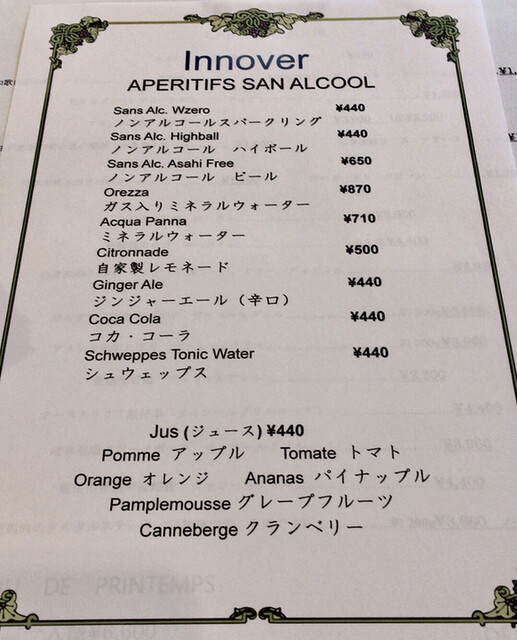 Innover
APERITIFS SAN ALCOOL
Sans Alc. Wzero ¥440
ノンアルコールスパークリング
Sans Alc. Highball ¥440
ノンアルコール ハイボール
Sans Alc. Asahi Free ¥650
ノンアルコール ビール
Orezza ¥870
ガス入りミネラルウォーター
Acqua Panna ¥710
ミネラルウォーター
Citronnade ¥500
自家製レモネード
Ginger Ale ¥440
ジンジャーエール（辛口）
Coca Cola ¥440
コカ・コーラ
Schweppes Tonic Water ¥440
シュウェップス
Jus (ジュース) ¥440
Pomme アップル Tomate トマト
Orange オレンジ Ananas パイナップル
Pamplemousse グレープフルーツ
Canneberge クランベリー
DE PRINTEMPS